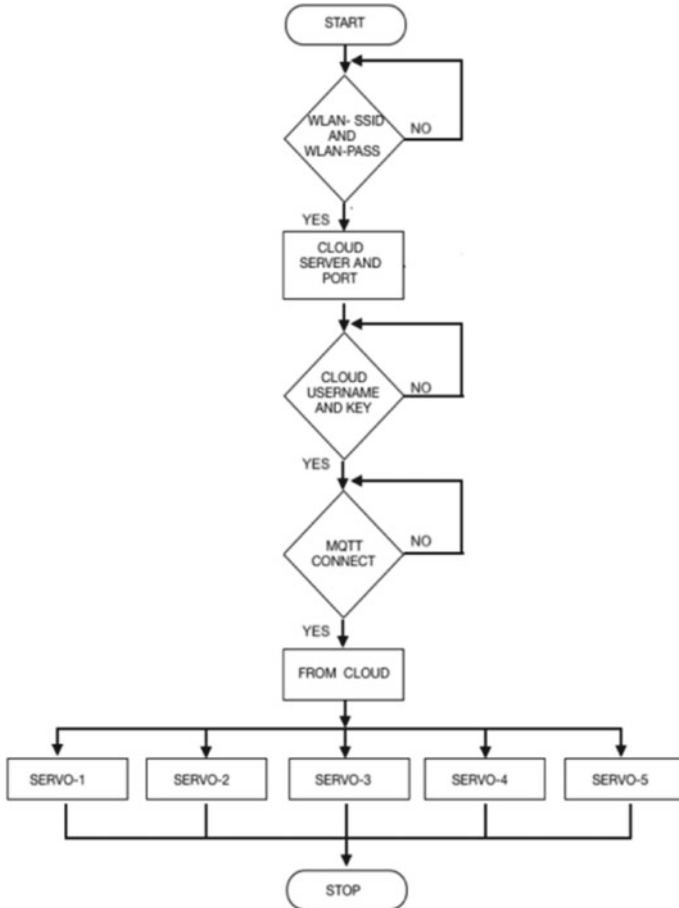 START
WLAN- SSID
AND
WLAN-PASS
NO
YES
CLOUD
SERVER AND
PORT
CLOUD
USERNAME
AND KEY
NO
YES
MQTT
CONNECT
NO
YES
FROM CLOUD
SERVO-1
SERVO-2
SERVO-3
SERVO-4
SERVO-5
STOP